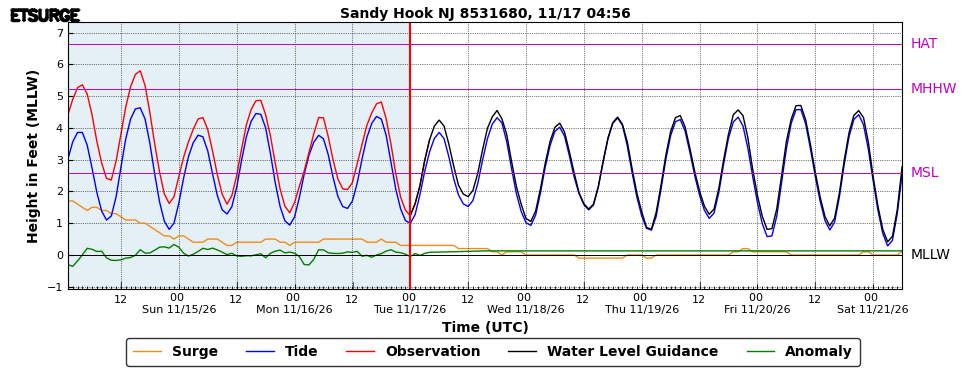 ETSURGE
Sandy Hook NJ 8531680, 11/17 04:56
Height in Feet (MLLW)
7
6
5
4
3
2
1
0
−1
HAT
MHHW
MSL
MLLW
12 00 12 00 12 00 12 00 12 00 12 00 12 00
Sun 11/15/26 Mon 11/16/26 Tue 11/17/26 Wed 11/18/26 Thu 11/19/26 Fri 11/20/26 Sat 11/21/26
Time (UTC)
Surge Tide Observation Water Level Guidance Anomaly